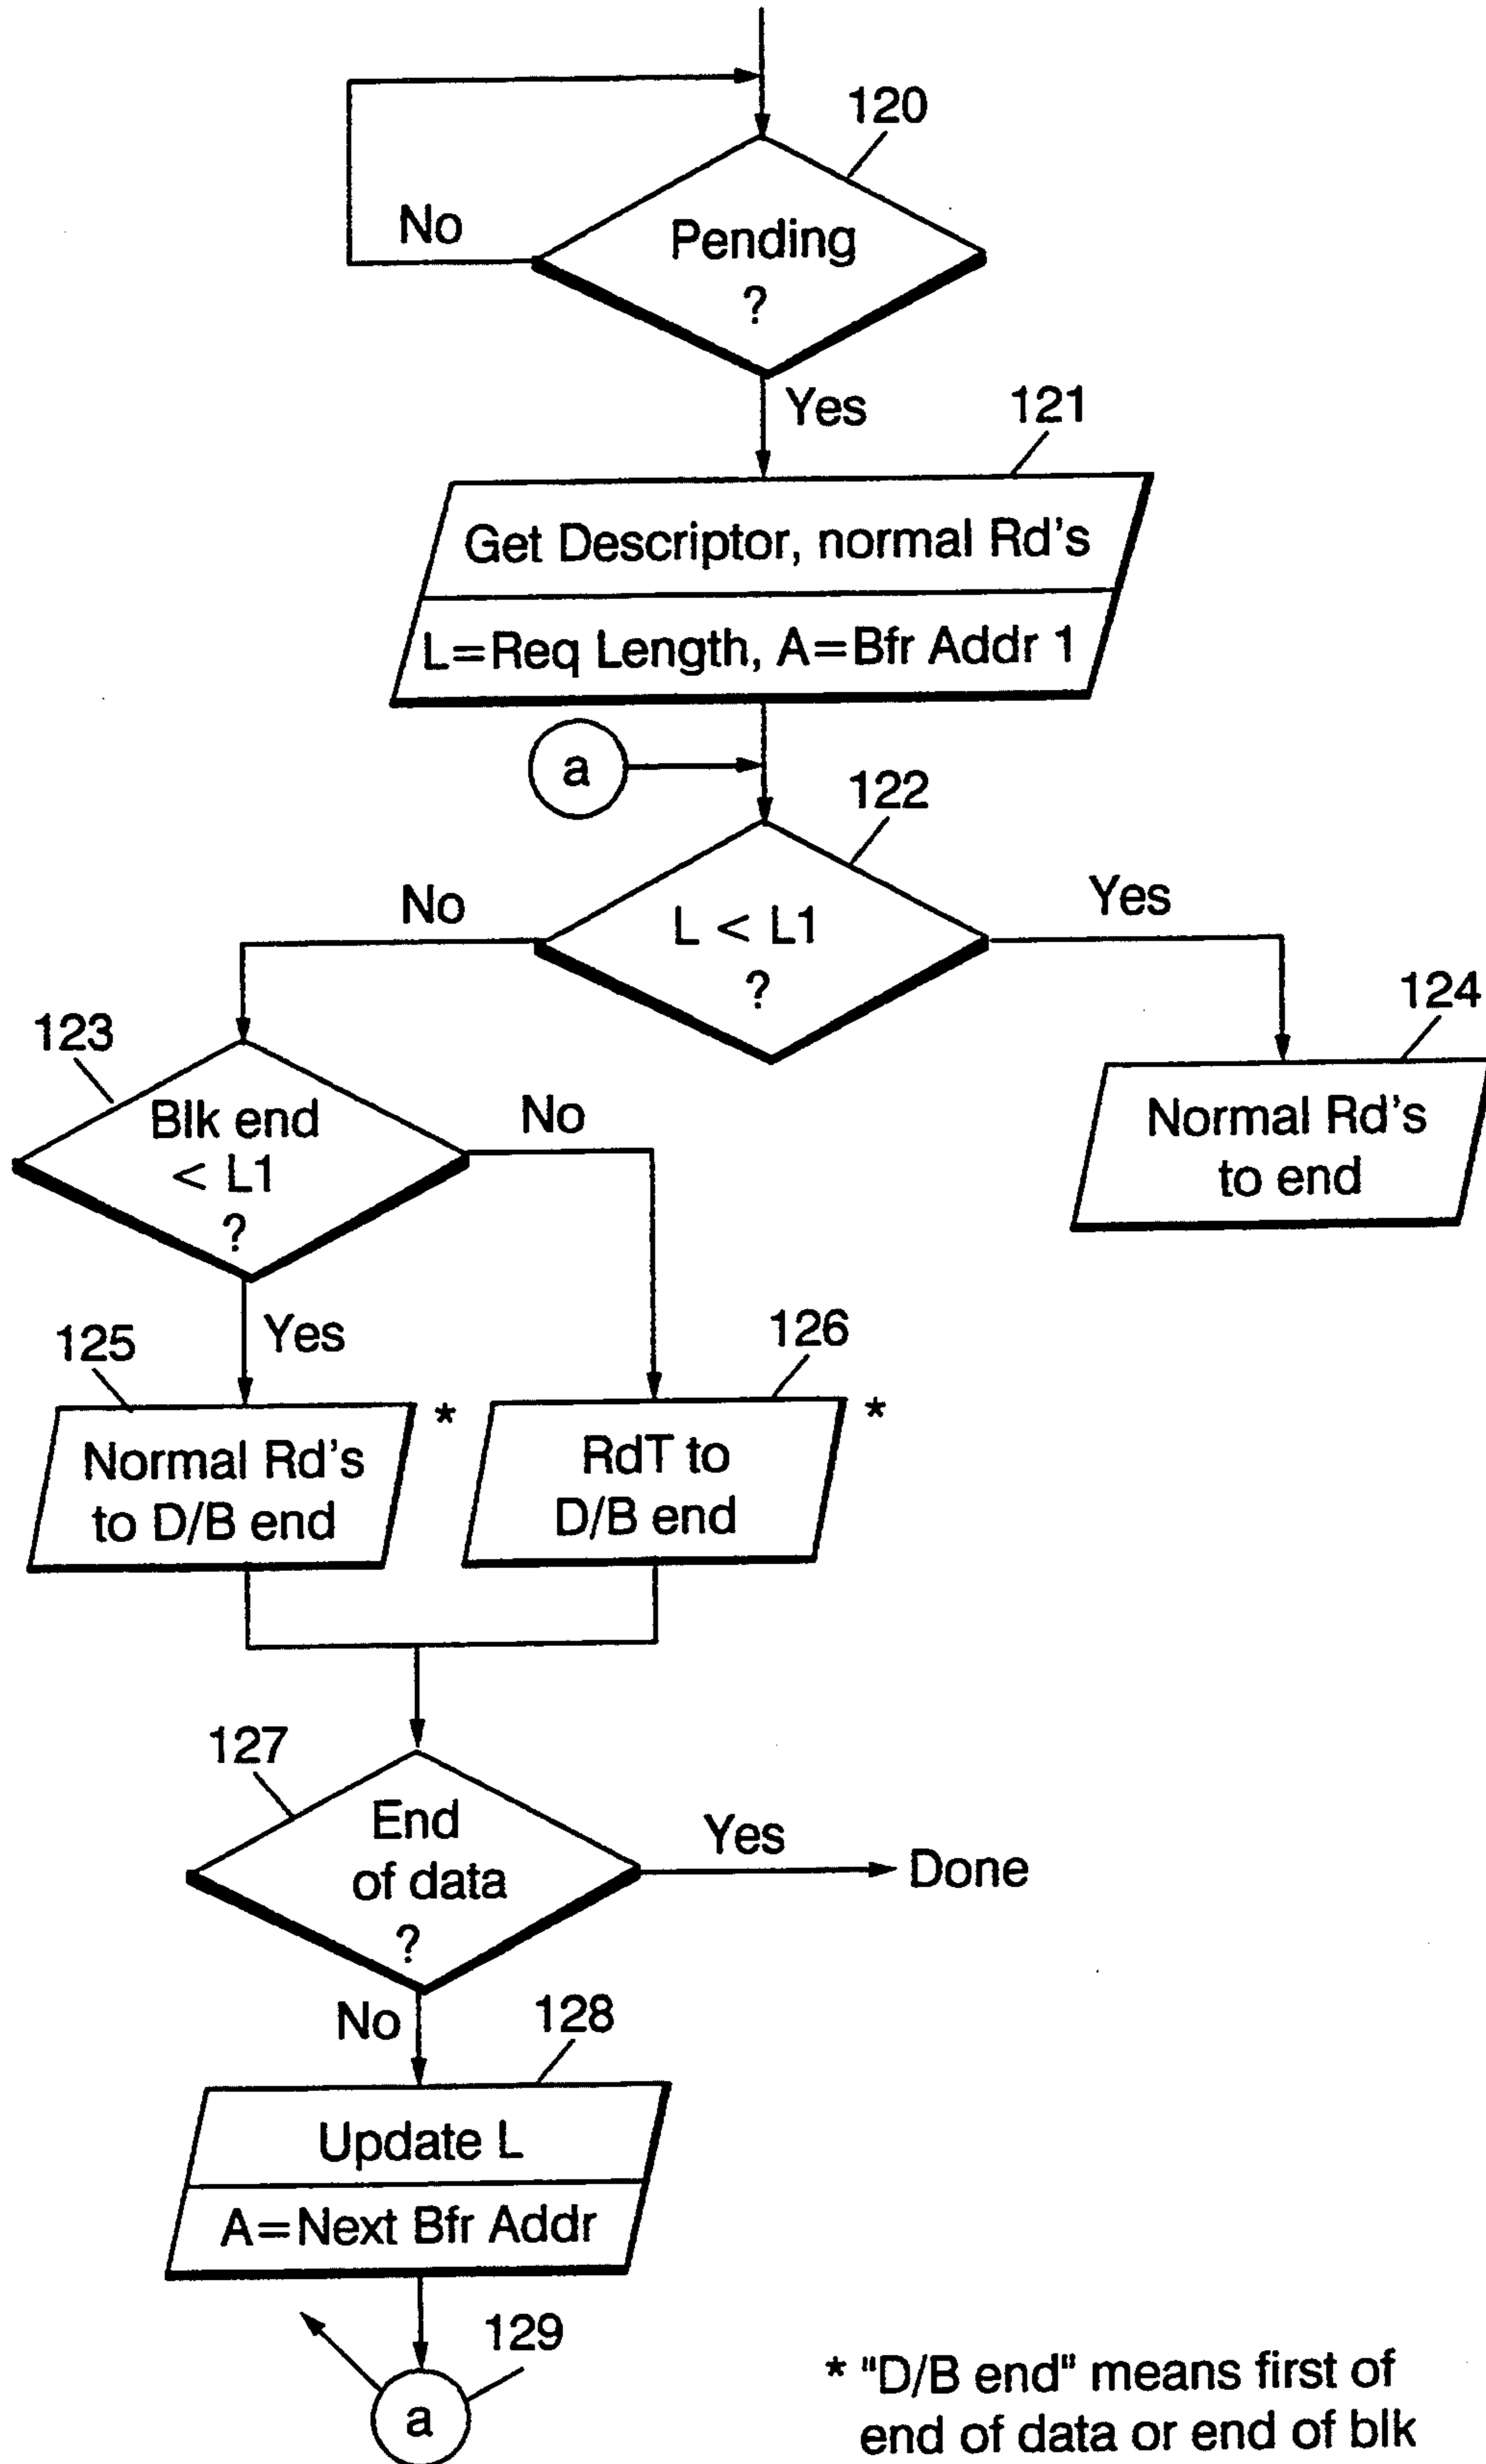 120
No
Pending
?
Yes
121
Get Descriptor, normal Rd's
L=Req Length, A=Bfr Addr 1
a
122
No
L < L1
?
Yes
124
Normal Rd's
to end
123
Blk end
< L1
?
No
Yes
125
Normal Rd's
to D/B end
*
126
RdT to
D/B end
*
127
End
of data
?
Yes
Done
No
128
Update L
A=Next Bfr Addr
129
a
* "D/B end" means first of
end of data or end of blk